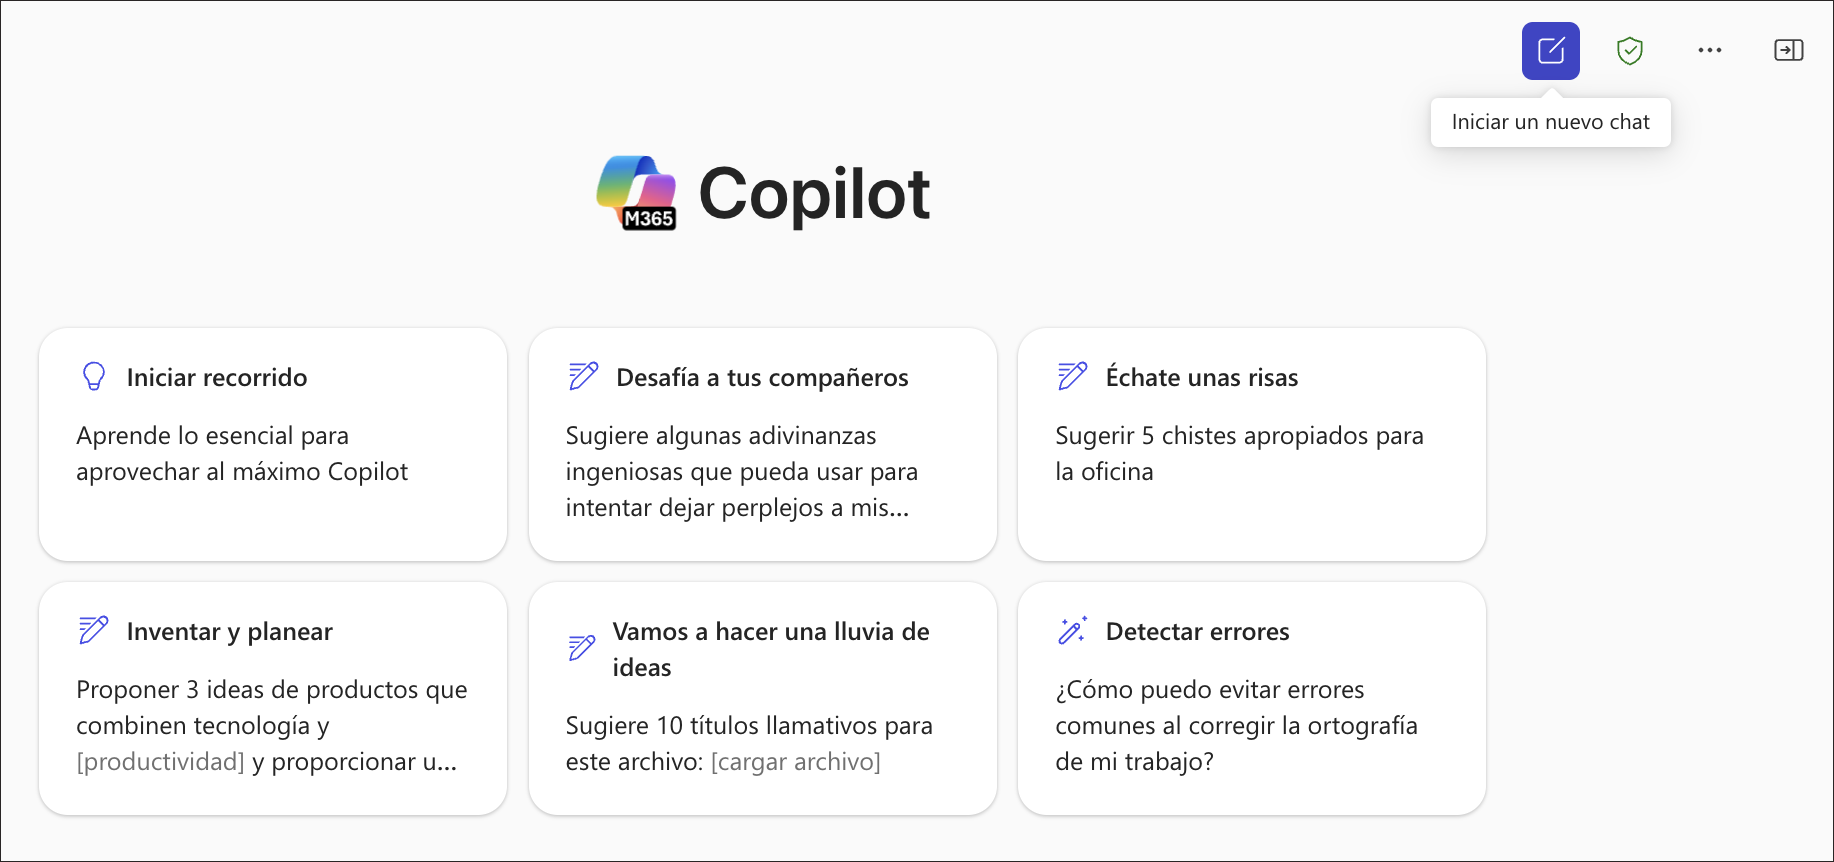 Iniciar un nuevo chat
M365
Copilot
Iniciar recorrido
Aprende lo esencial para
aprovechar al máximo Copilot
Desafía a tus compañeros
Sugiere algunas adivinanzas
ingeniosas que pueda usar para
intentar dejar perplejos a mis...
Échate unas risas
Sugerir 5 chistes apropiados para
la oficina
Inventar y planear
Proponer 3 ideas de productos que
combinen tecnología y
[productividad] y proporcionar u...
Vamos a hacer una lluvia de
ideas
Sugiere 10 títulos llamativos para
este archivo: [cargar archivo]
Detectar errores
¿Cómo puedo evitar errores
comunes al corregir la ortografía
de mi trabajo?